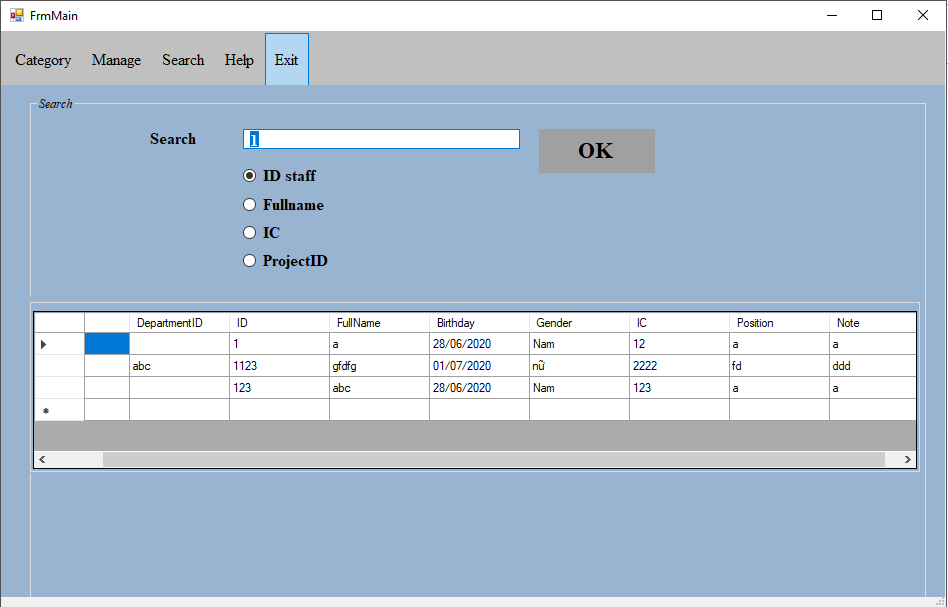 FrmMain
Category Manage Search Help Exit
Search
Search 1 OK
ID staff
Fullname
IC
ProjectID
DepartmentID ID FullName Birthday Gender IC Position Note
1 a 28/06/2020 Nam 12 a a
abc 1123 gfdfg 01/07/2020 nữ 2222 fd ddd
123 abc 28/06/2020 Nam 123 a a